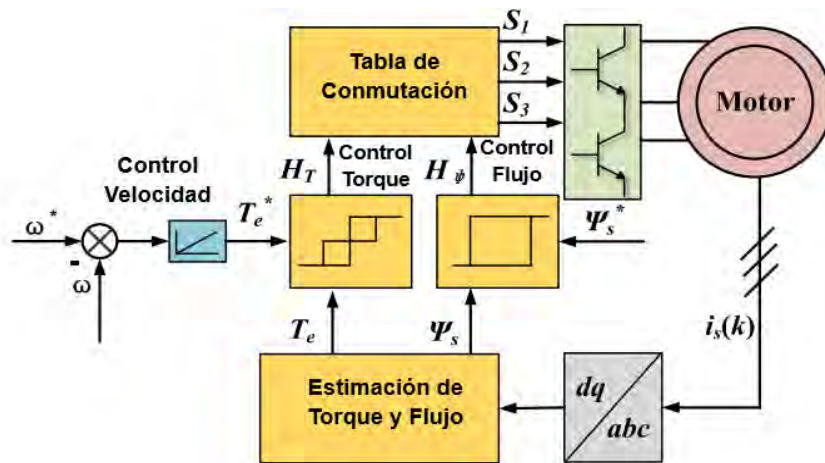 S1
Tabla de
Conmutación
S2
S3
Motor
Control
Velocidad
HT
Control
Torque
Hψ
Control
Flujo
ω*
Te*
Ψs*
-
ω
Te
Ψs
is(k)
Estimación de
Torque y Flujo
dq
abc